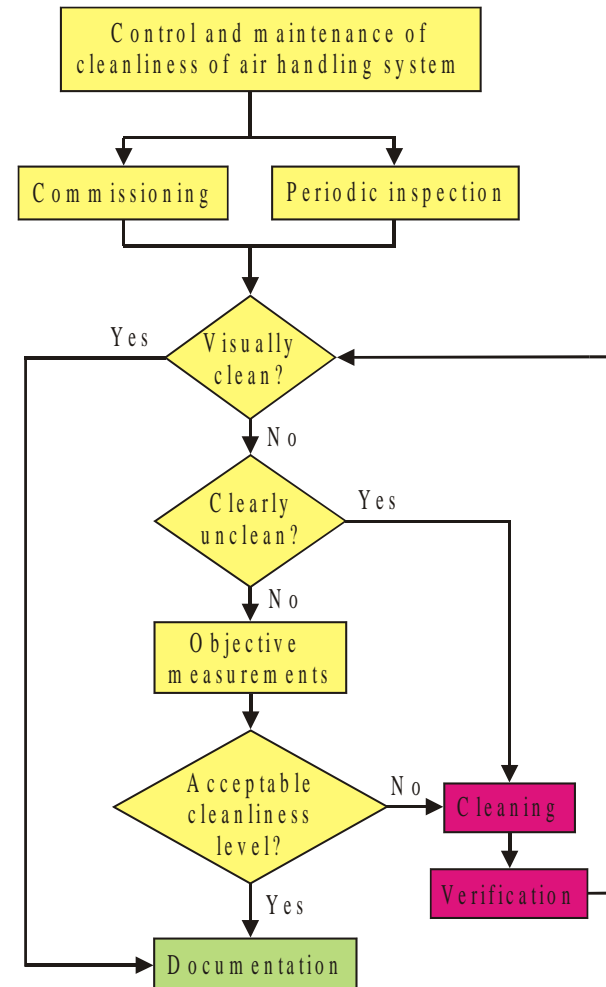 Control and maintenance of
cleanliness of air handling system
Commissioning
Periodic inspection
Yes
Visually
clean?
No
Clearly
unclean?
Yes
No
Objective
measurements
Acceptable
cleanliness
level?
No
Cleaning
Yes
Verification
Documentation